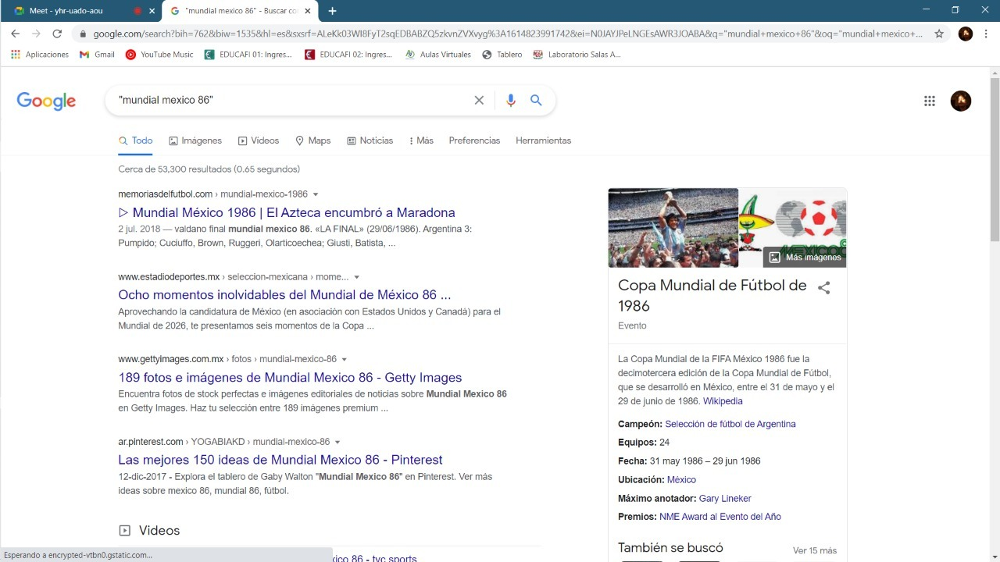 Meet - yhr-uado-aou
"mundial mexico 86" - Buscar co
google.com/search?bih=762&biw=1535&hl=es&sxsrf=ALeKk03WI8FyT2sqEDBADZQ5zkvnZVXvyg%3A1614823991742&ei=N0JAYJPeLNGEsAWR3JOABA&q="mundial+mexico+86"&oq="mundial+mexico+...
Aplicaciones
Gmail
YouTube Music
EDUCAFI 01: Ingres...
EDUCAFI 02: Ingres...
Aulas Virtuales
Tablero
Laboratorio Salas A...
Google
"mundial mexico 86"
Todo
Imágenes
Videos
Maps
Noticias
Más
Preferencias
Herramientas
Cerca de 53,300 resultados (0.65 segundos)
memoriasdelfutbol.com › mundial-mexico-1986
▷ Mundial México 1986 | El Azteca encumbró a Maradona
2 jul. 2018 — valdano final mundial mexico 86. «LA FINAL» (29/06/1986). Argentina 3:
Pumpido; Cuciuffo, Brown, Ruggeri, Olarticoechea; Giusti, Batista, ...
www.estadiodeportes.mx › seleccion-mexicana › mome...
Ocho momentos inolvidables del Mundial de México 86 ...
Aprovechando la candidatura de México (en asociación con Estados Unidos y Canadá) para el
Mundial de 2026, te presentamos seis momentos de la Copa ...
www.gettyimages.com.mx › fotos › mundial-mexico-86
189 fotos e imágenes de Mundial Mexico 86 - Getty Images
Encuentra fotos de stock perfectas e imágenes editoriales de noticias sobre Mundial Mexico 86
en Getty Images. Haz tu selección entre 189 imágenes premium ...
ar.pinterest.com › YOGABIAKD › mundial-mexico-86
Las mejores 150 ideas de Mundial Mexico 86 - Pinterest
12-dic-2017 - Explora el tablero de Gaby Walton "Mundial Mexico 86" en Pinterest. Ver más
ideas sobre mexico 86, mundial 86, fútbol.
Videos
xico 86 - tyc sports
Esperando a encrypted-vtbn0.gstatic.com...
MEXICO
Más imágenes
Copa Mundial de Fútbol de
1986
Evento
La Copa Mundial de la FIFA México 1986 fue la
decimotercera edición de la Copa Mundial de Fútbol,
que se desarrolló en México, entre el 31 de mayo y el
29 de junio de 1986. Wikipedia
Campeón: Selección de fútbol de Argentina
Equipos: 24
Fecha: 31 may 1986 – 29 jun 1986
Ubicación: México
Máximo anotador: Gary Lineker
Premios: NME Award al Evento del Año
También se buscó
Ver 15 más